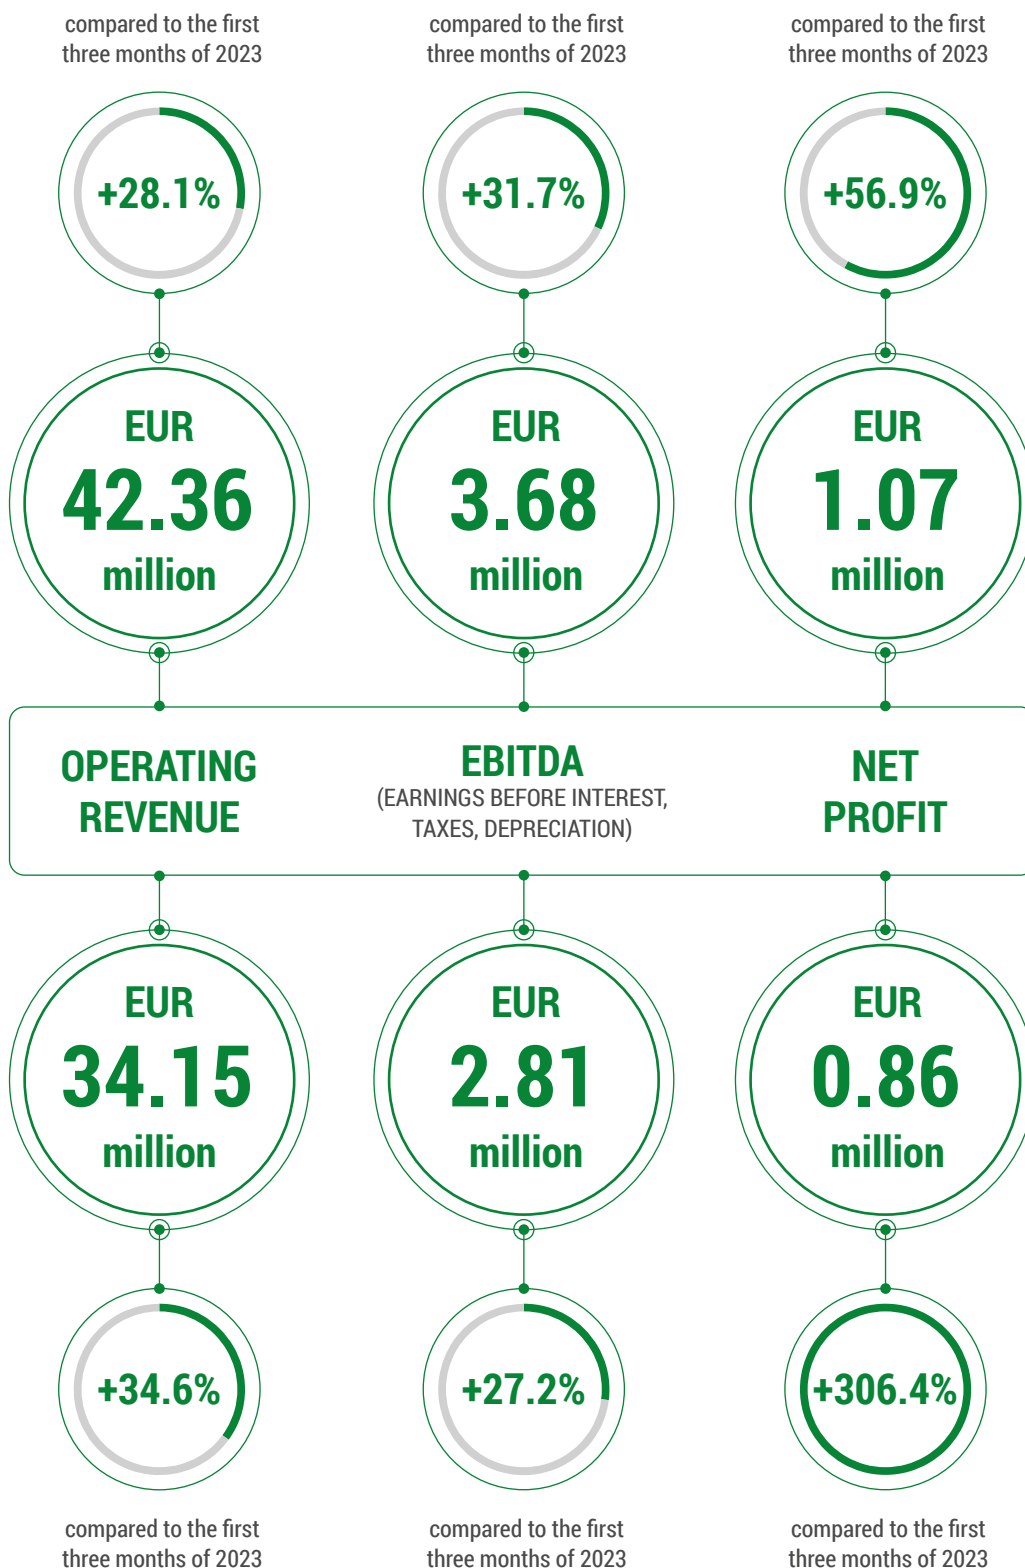 compared to the first
three months of 2023
compared to the first
three months of 2023
compared to the first
three months of 2023
+28.1%
+31.7%
+56.9%
EUR
42.36
million
EUR
3.68
million
EUR
1.07
million
OPERATING
REVENUE
EBITDA
(EARNINGS BEFORE INTEREST,
TAXES, DEPRECIATION)
NET
PROFIT
EUR
34.15
million
EUR
2.81
million
EUR
0.86
million
+34.6%
+27.2%
+306.4%
compared to the first
three months of 2023
compared to the first
three months of 2023
compared to the first
three months of 2023